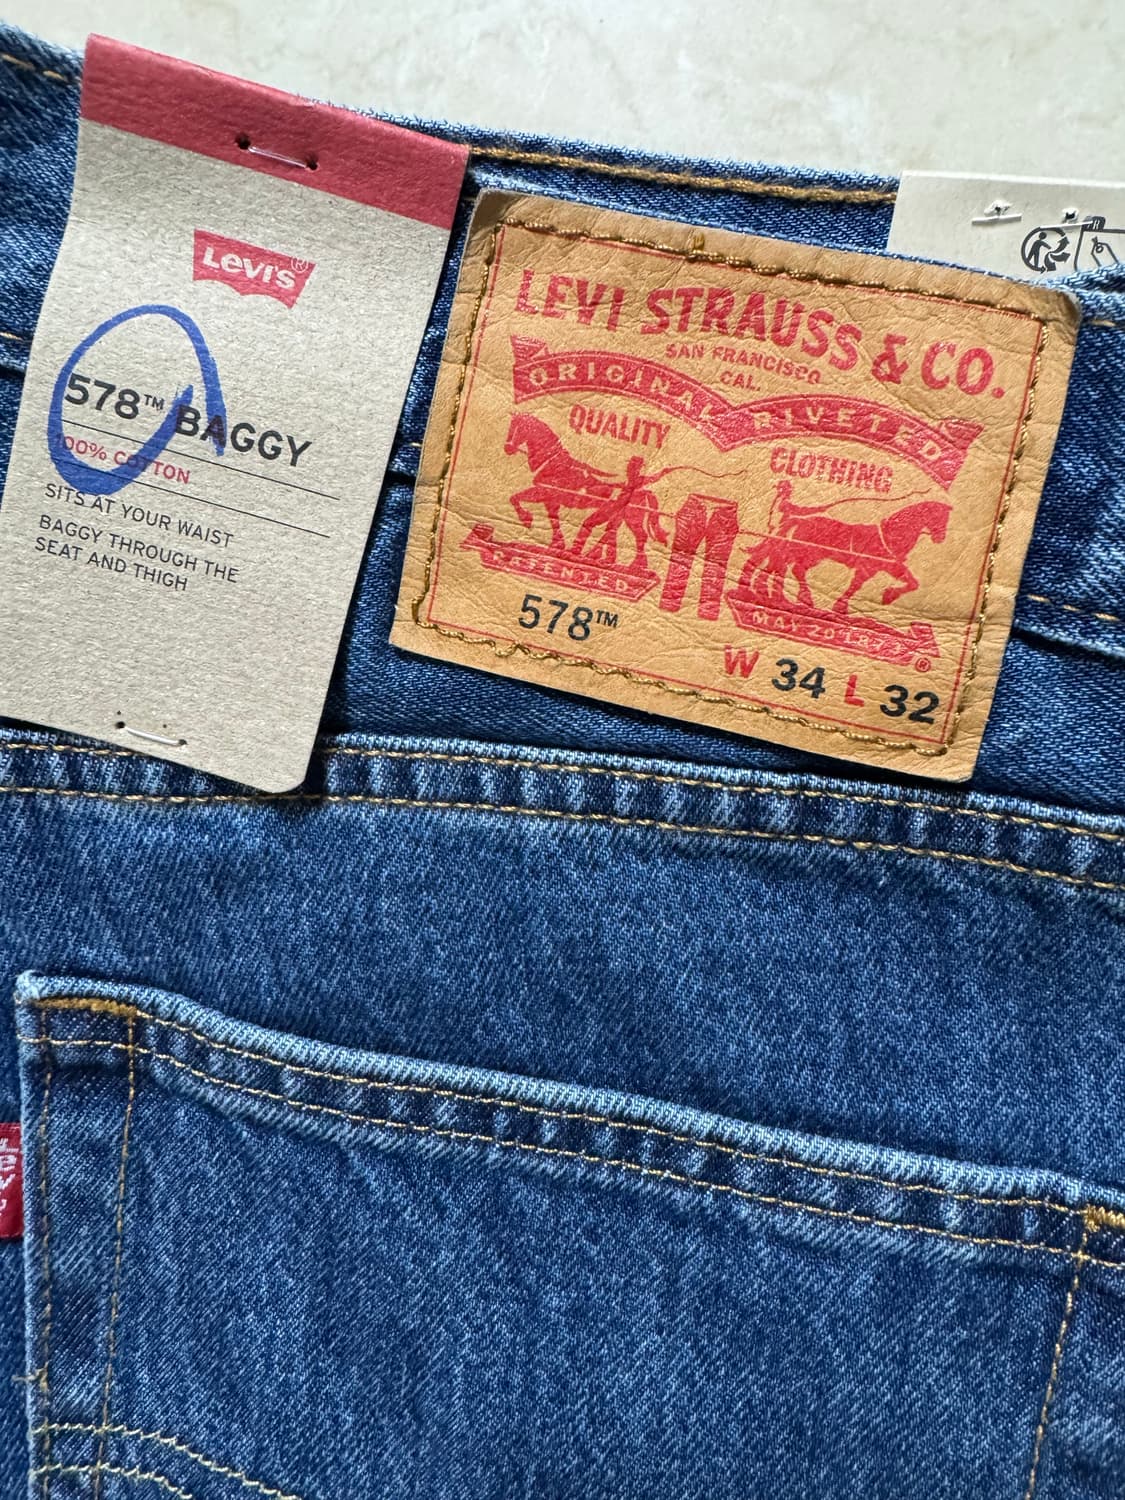 Levi's®
578™ BAGGY
100% COTTON
SITS AT YOUR WAIST
BAGGY THROUGH THE
SEAT AND THIGH
LEVI STRAUSS & CO.
SAN FRANCISCO
CAL.
ORIGINAL RIVETED
QUALITY CLOTHING
PATENTED
MAY 20 1873
®
578™
W 34 L 32
Levi's